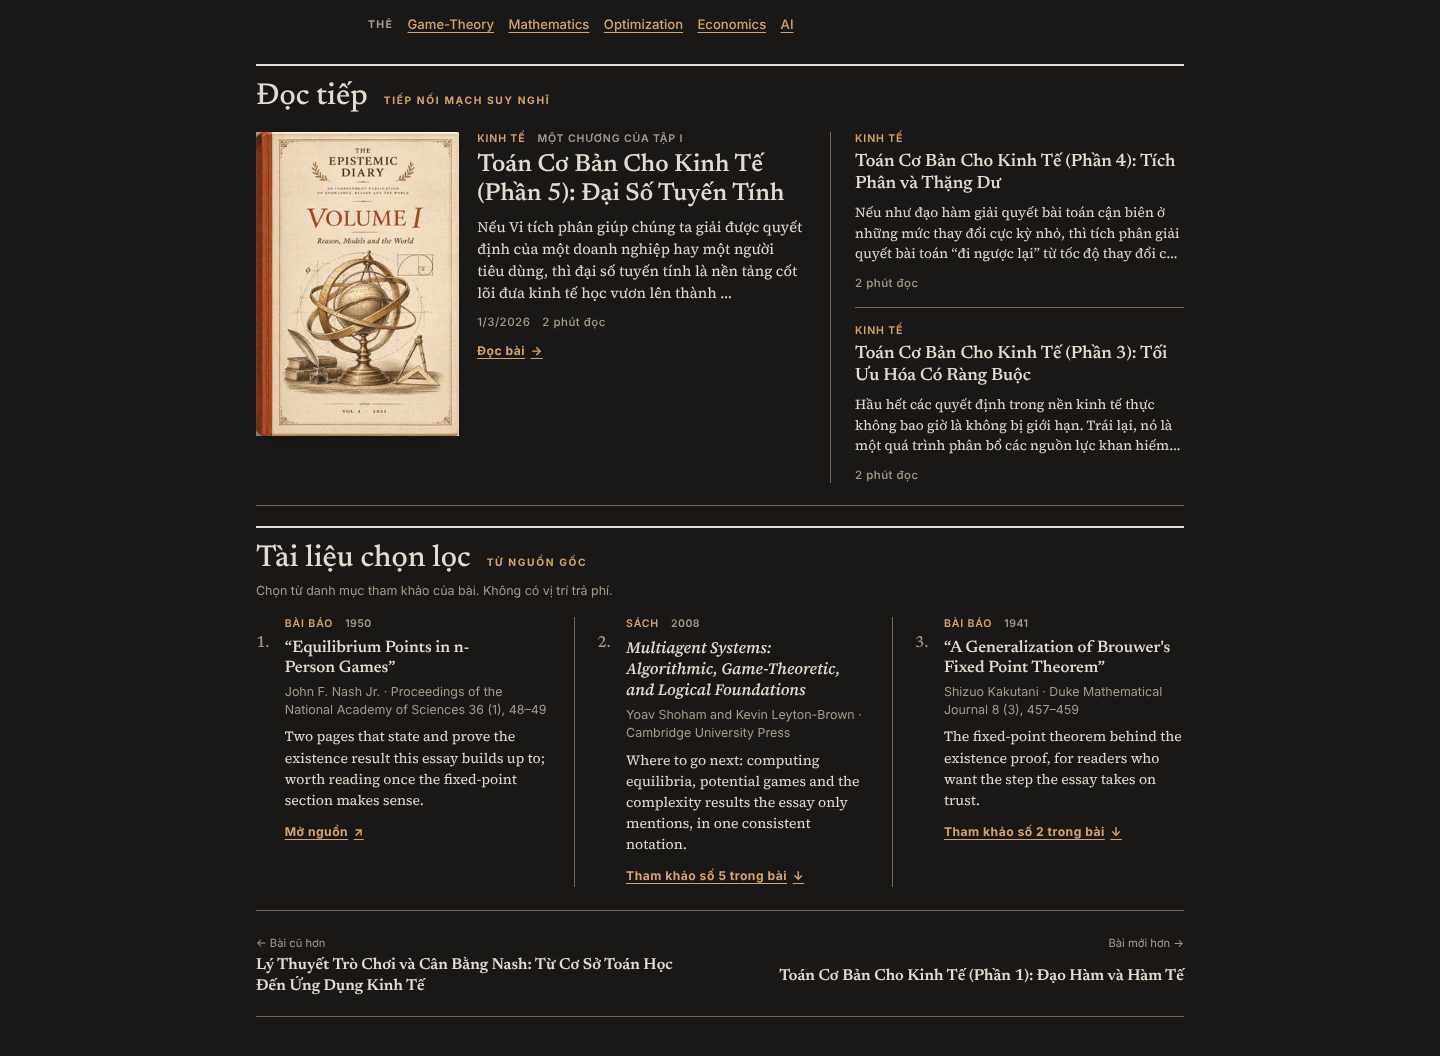 THẺ Game-Theory Mathematics Optimization Economics AI
Đọc tiếp TIẾP NỐI MẠCH SUY NGHĨ
THE
EPISTEMIC
DIARY
AN INDEPENDENT PUBLICATION
ON KNOWLEDGE, REASON AND THE WORLD
VOLUME I
Reason, Models and the World
VOL. I · 2025
KINH TẾ MỘT CHƯƠNG CỦA TẬP I
Toán Cơ Bản Cho Kinh Tế
(Phần 5): Đại Số Tuyến Tính
Nếu Vi tích phân giúp chúng ta giải được quyết
định của một doanh nghiệp hay một người
tiêu dùng, thì đại số tuyến tính là nền tảng cốt
lõi đưa kinh tế học vươn lên thành ...
1/3/2026 2 phút đọc
Đọc bài →
KINH TẾ
Toán Cơ Bản Cho Kinh Tế (Phần 4): Tích
Phân và Thặng Dư
Nếu như đạo hàm giải quyết bài toán cận biên ở
những mức thay đổi cực kỳ nhỏ, thì tích phân giải
quyết bài toán “đi ngược lại” từ tốc độ thay đổi c...
2 phút đọc
KINH TẾ
Toán Cơ Bản Cho Kinh Tế (Phần 3): Tối
Ưu Hóa Có Ràng Buộc
Hầu hết các quyết định trong nền kinh tế thực
không bao giờ là không bị giới hạn. Trái lại, nó là
một quá trình phân bổ các nguồn lực khan hiếm...
2 phút đọc
Tài liệu chọn lọc TỪ NGUỒN GỐC
Chọn từ danh mục tham khảo của bài. Không có vị trí trả phí.
1.
BÀI BÁO 1950
“Equilibrium Points in n-
Person Games”
John F. Nash Jr. · Proceedings of the
National Academy of Sciences 36 (1), 48–49
Two pages that state and prove the
existence result this essay builds up to;
worth reading once the fixed-point
section makes sense.
Mở nguồn ↗
2.
SÁCH 2008
Multiagent Systems:
Algorithmic, Game-Theoretic,
and Logical Foundations
Yoav Shoham and Kevin Leyton-Brown ·
Cambridge University Press
Where to go next: computing
equilibria, potential games and the
complexity results the essay only
mentions, in one consistent
notation.
Tham khảo số 5 trong bài ↓
3.
BÀI BÁO 1941
“A Generalization of Brouwer's
Fixed Point Theorem”
Shizuo Kakutani · Duke Mathematical
Journal 8 (3), 457–459
The fixed-point theorem behind the
existence proof, for readers who
want the step the essay takes on
trust.
Tham khảo số 2 trong bài ↓
← Bài cũ hơn
Lý Thuyết Trò Chơi và Cân Bằng Nash: Từ Cơ Sở Toán Học
Đến Ứng Dụng Kinh Tế
Bài mới hơn →
Toán Cơ Bản Cho Kinh Tế (Phần 1): Đạo Hàm và Hàm Tế